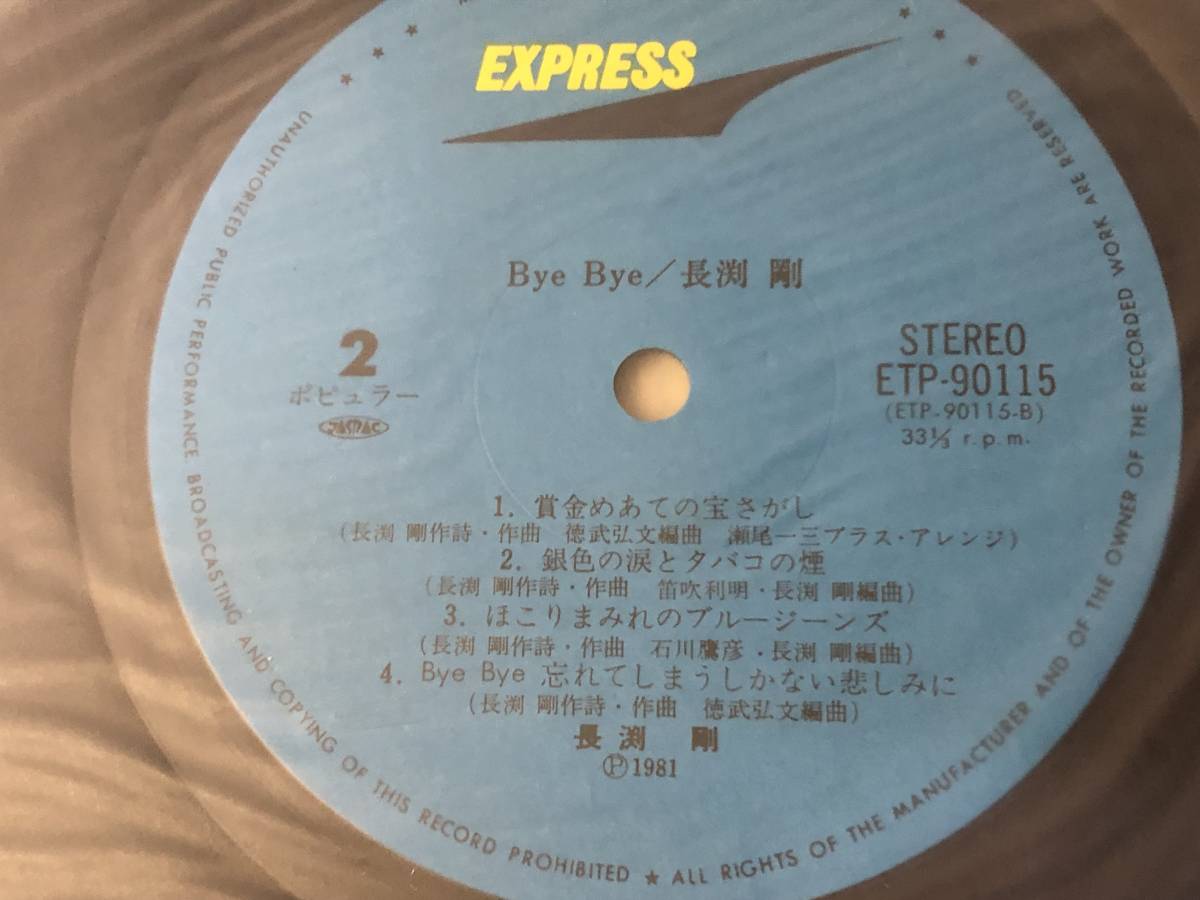 EXPRESS
Bye Bye／長渕 剛
2
ポピュラー
JASRAC
STEREO
ETP-90115
(ETP-90115-B)
33⅓ r.p.m.
1. 賞金めあての宝さがし
(長渕 剛作詩・作曲 徳武弘文編曲 瀬尾一三ブラス・アレンジ)
2. 銀色の涙とタバコの煙
(長渕 剛作詩・作曲 笛吹利明・長渕 剛編曲)
3. ほこりまみれのブルージーンズ
(長渕 剛作詩・作曲 石川鷹彦・長渕 剛編曲)
4. Bye Bye 忘れてしまうしかない悲しみに
(長渕 剛作詩・作曲 徳武弘文編曲)
長渕 剛
Ⓟ1981
UNAUTHORIZED PUBLIC PERFORMANCE. BROADCASTING AND COPYING OF THIS RECORD PROHIBITED ★ ALL RIGHTS OF THE MANUFACTURER AND OF THE OWNER OF THE RECORDED WORK ARE RESERVED